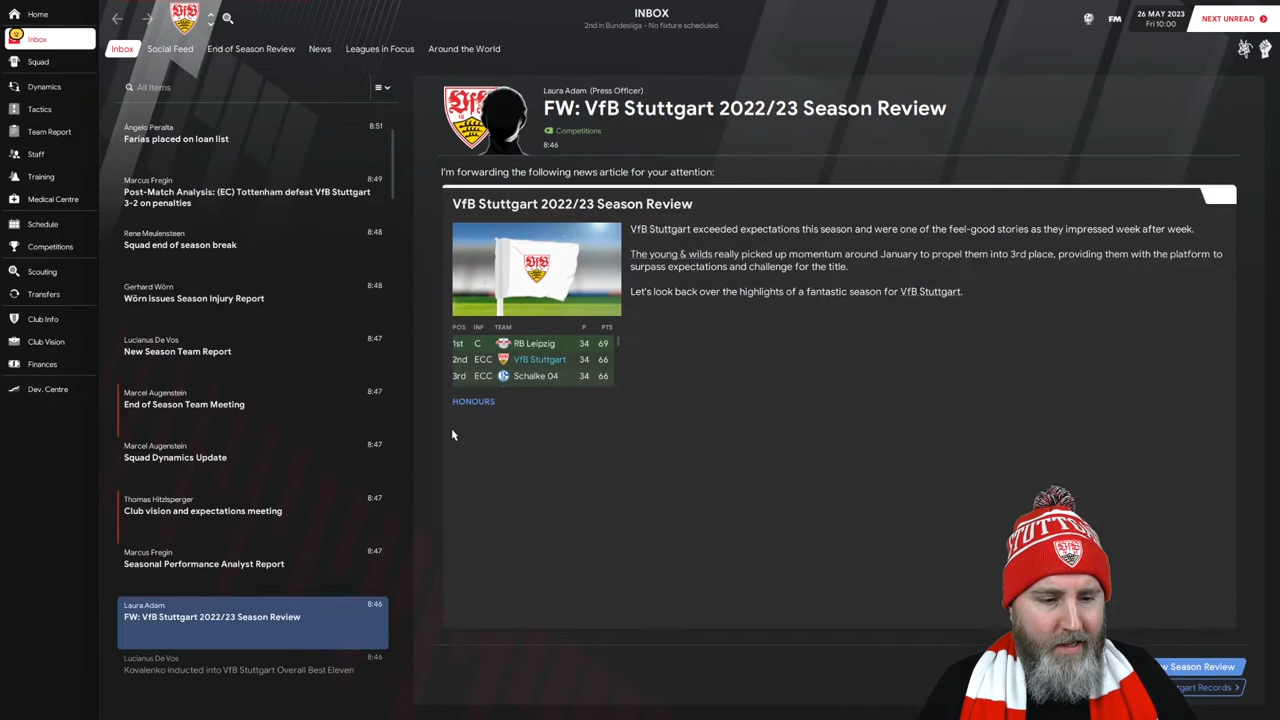 Home
Inbox
12
Squad
Dynamics
Tactics
Team Report
Staff
Training
Medical Centre
Schedule
Competitions
Scouting
Transfers
Club Info
Club Vision
Finances
Dev. Centre
INBOX
2nd in Bundesliga - No fixture scheduled.
FM
26 MAY 2023
Fri 10:00
NEXT UNREAD
Inbox
Social Feed
End of Season Review
News
Leagues in Focus
Around the World
All Items
Ángelo Peralta 8:51
Farías placed on loan list
Marcus Fregin 8:49
Post-Match Analysis: (EC) Tottenham defeat VfB Stuttgart
3-2 on penalties
Rene Meulensteen 8:48
Squad end of season break
Gerhard Wörn 8:48
Wörn issues Season Injury Report
Lucianus De Vos 8:47
New Season Team Report
Marcel Augenstein 8:47
End of Season Team Meeting
Marcel Augenstein 8:47
Squad Dynamics Update
Thomas Hitzlsperger 8:47
Club vision and expectations meeting
Marcus Fregin 8:47
Seasonal Performance Analyst Report
Laura Adam 8:46
FW: VfB Stuttgart 2022/23 Season Review
Lucianus De Vos 8:46
Kovalenko inducted into VfB Stuttgart Overall Best Eleven
Laura Adam (Press Officer)
FW: VfB Stuttgart 2022/23 Season Review
Competitions
8:46
I'm forwarding the following news article for your attention:
VfB Stuttgart 2022/23 Season Review
VfB Stuttgart exceeded expectations this season and were one of the feel-good stories as they impressed week after week.
The young & wilds really picked up momentum around January to propel them into 3rd place, providing them with the platform to
surpass expectations and challenge for the title.
Let's look back over the highlights of a fantastic season for VfB Stuttgart.
POS INF TEAM P PTS
1st C RB Leipzig 34 69
2nd ECC VfB Stuttgart 34 66
3rd ECC Schalke 04 34 66
HONOURS
w Season Review
tgart Records